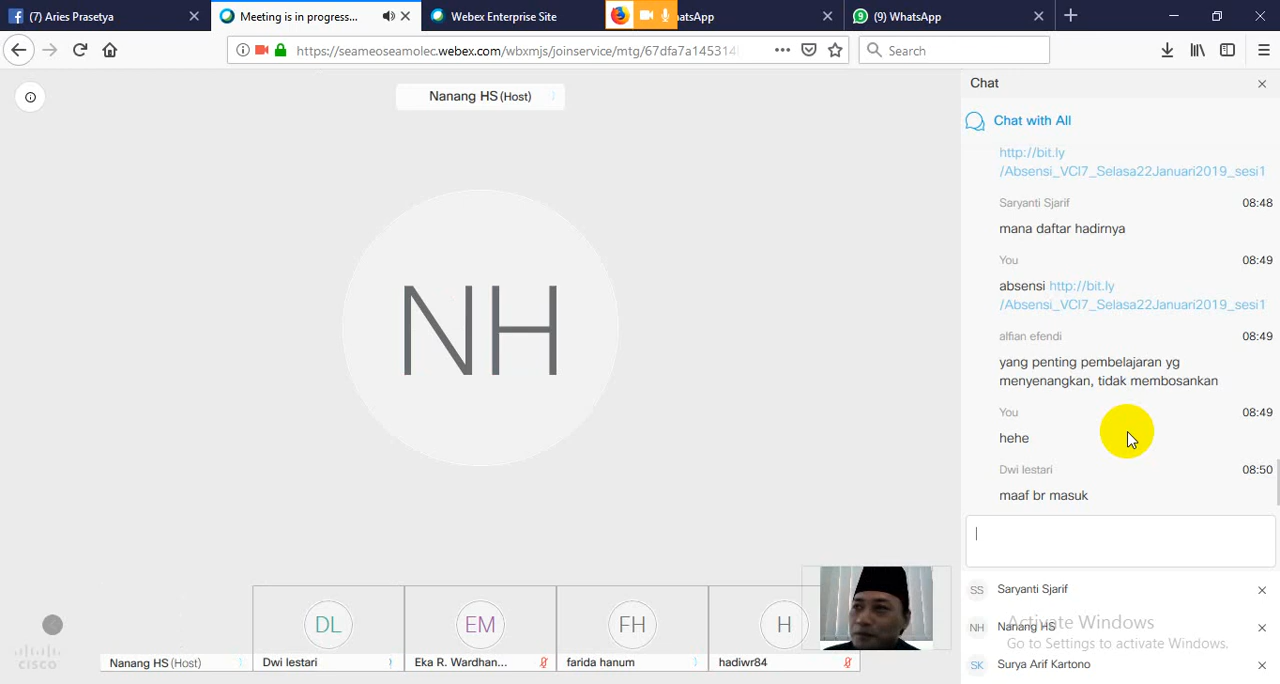 (7) Aries Prasetya
Meeting is in progress...
Webex Enterprise Site
atsApp
(9) WhatsApp
https://seameoseamolec.webex.com/wbxmjs/joinservice/mtg/67dfa7a145314
Search
Nanang HS (Host)
Chat
Chat with All
http://bit.ly
/Absensi_VCI7_Selasa22Januari2019_sesi1
Saryanti Sjarif 08:48
mana daftar hadirnya
You 08:49
absensi http://bit.ly
/Absensi_VCI7_Selasa22Januari2019_sesi1
alfian efendi 08:49
yang penting pembelajaran yg
menyenangkan, tidak membosankan
You 08:49
hehe
Dwi lestari 08:50
maaf br masuk
NH
Saryanti Sjarif
Nanang HS
Surya Arif Kartono
SS
NH
SK
Activate Windows
Go to Settings to activate Windows.
DL
EM
FH
H
Nanang HS (Host)
Dwi lestari
Eka R. Wardhan...
farida hanum
hadiwr84
cisco